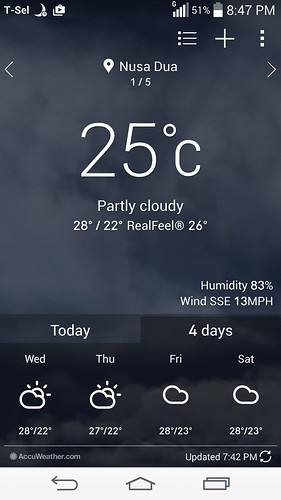 T-Sel G 51% 8:47 PM
Nusa Dua
1 / 5
25°C
Partly cloudy
28° / 22° RealFeel® 26°
Humidity 83%
Wind SSE 13MPH
Today 4 days
Wed Thu Fri Sat
28°/22° 27°/22° 28°/23° 28°/23°
AccuWeather.com Updated 7:42 PM